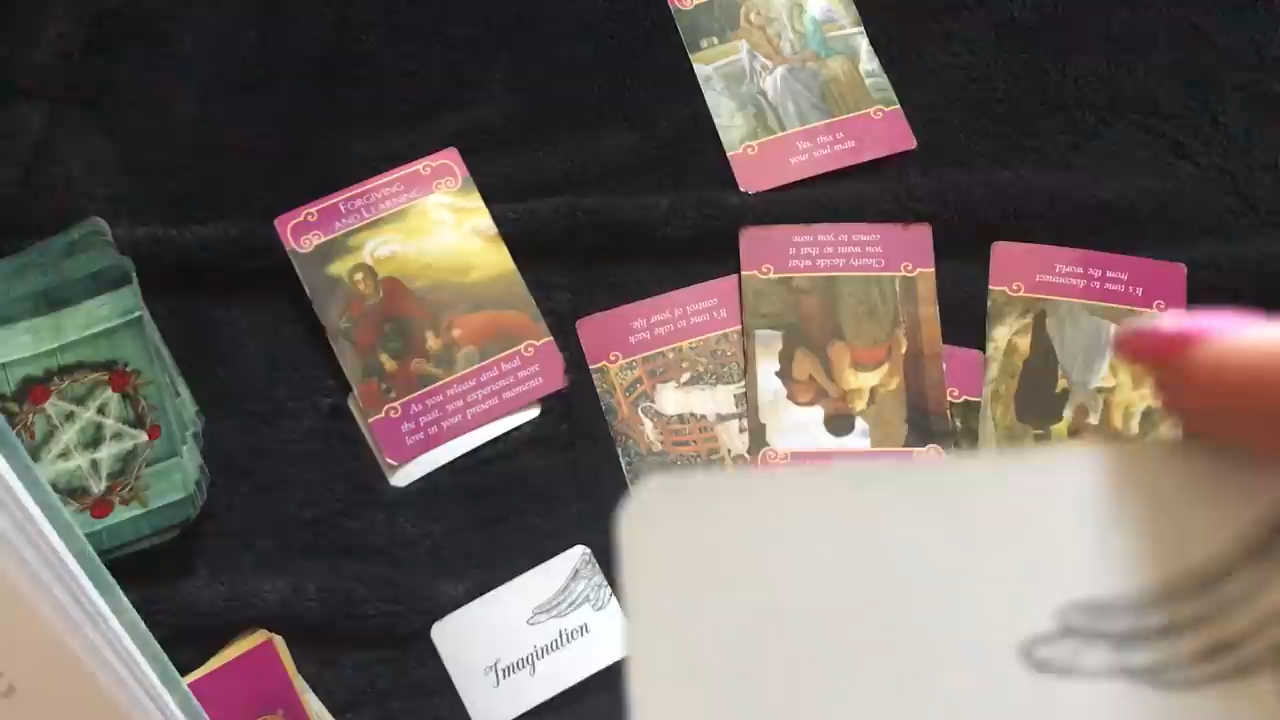 Yes, this is
your soul mate
FORGIVING
AND LEARNING
As you release and heal
the past, you experience more
love in your present moments
It's time to take back
control of your life.
Clearly decide what
you want so that it
comes to you now
It's time to disconnect
from the world.
Imagination